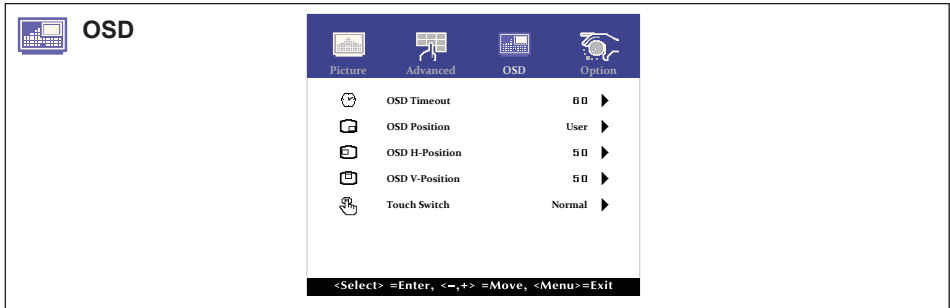 OSD
Picture Advanced OSD Option
OSD Timeout 60
OSD Position User
OSD H-Position 50
OSD V-Position 50
Touch Switch Normal
<Select> =Enter, <−,+> =Move, <Menu>=Exit